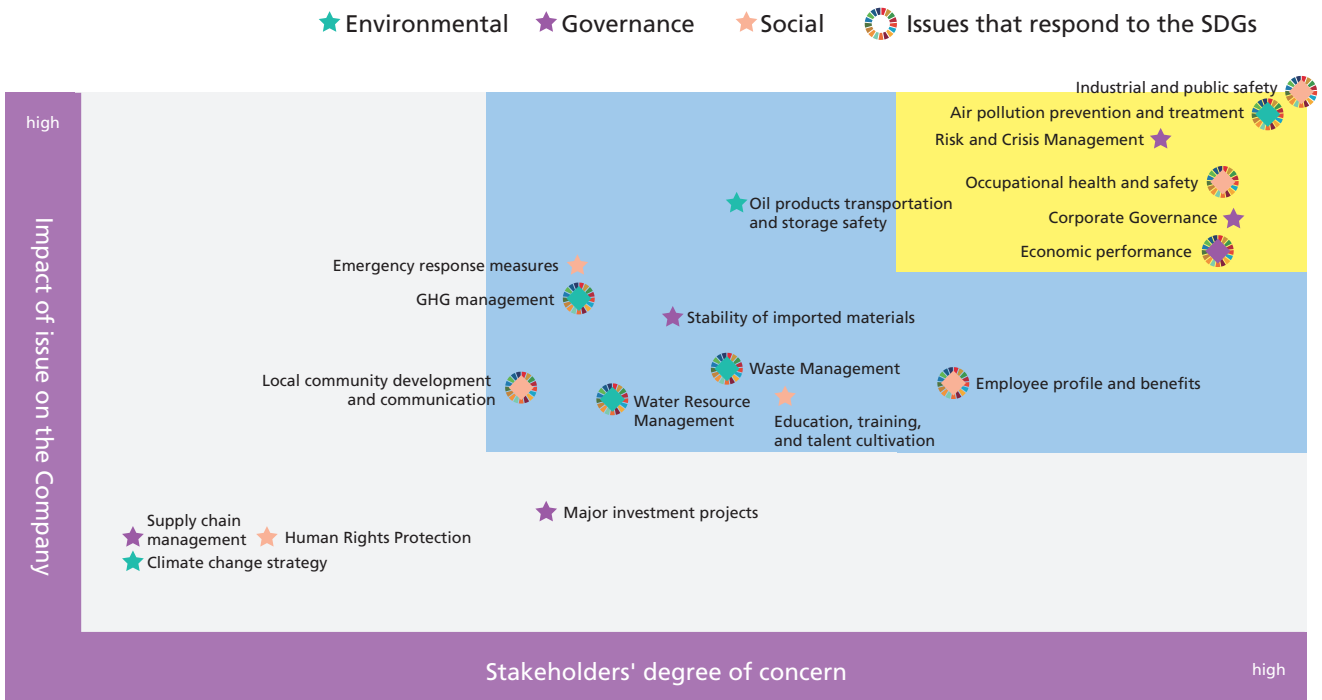 Environmental
Governance
Social
Issues that respond to the SDGs
high
Impact of issue on the Company
Industrial and public safety
Air pollution prevention and treatment
Risk and Crisis Management
Occupational health and safety
Oil products transportation
and storage safety
Corporate Governance
Economic performance
Emergency response measures
GHG management
Stability of imported materials
Waste Management
Local community development
and communication
Employee profile and benefits
Water Resource
Management
Education, training,
and talent cultivation
Major investment projects
Supply chain
management
Human Rights Protection
Climate change strategy
Stakeholders' degree of concern
high